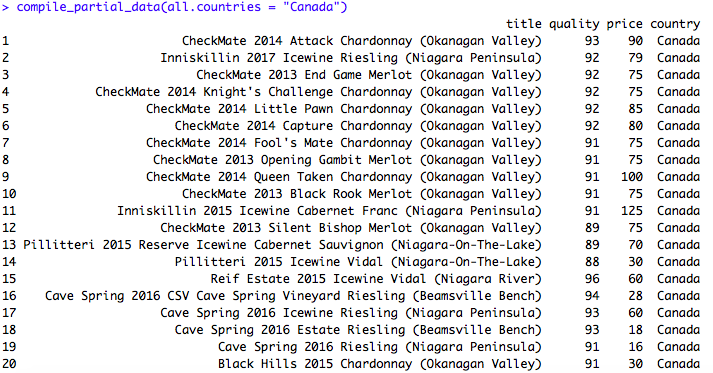 > compile_partial_data(all.countries = "Canada")
title quality price country
1 CheckMate 2014 Attack Chardonnay (Okanagan Valley) 93 90 Canada
2 Inniskillin 2017 Icewine Riesling (Niagara Peninsula) 92 79 Canada
3 CheckMate 2013 End Game Merlot (Okanagan Valley) 92 75 Canada
4 CheckMate 2014 Knight's Challenge Chardonnay (Okanagan Valley) 92 75 Canada
5 CheckMate 2014 Little Pawn Chardonnay (Okanagan Valley) 92 85 Canada
6 CheckMate 2014 Capture Chardonnay (Okanagan Valley) 92 80 Canada
7 CheckMate 2014 Fool's Mate Chardonnay (Okanagan Valley) 91 75 Canada
8 CheckMate 2013 Opening Gambit Merlot (Okanagan Valley) 91 75 Canada
9 CheckMate 2014 Queen Taken Chardonnay (Okanagan Valley) 91 100 Canada
10 CheckMate 2013 Black Rook Merlot (Okanagan Valley) 91 75 Canada
11 Inniskillin 2015 Icewine Cabernet Franc (Niagara Peninsula) 91 125 Canada
12 CheckMate 2013 Silent Bishop Merlot (Okanagan Valley) 89 75 Canada
13 Pillitteri 2015 Reserve Icewine Cabernet Sauvignon (Niagara-On-The-Lake) 89 70 Canada
14 Pillitteri 2015 Icewine Vidal (Niagara-On-The-Lake) 88 30 Canada
15 Reif Estate 2015 Icewine Vidal (Niagara River) 96 60 Canada
16 Cave Spring 2016 CSV Cave Spring Vineyard Riesling (Beamsville Bench) 94 28 Canada
17 Cave Spring 2016 Icewine Riesling (Niagara Peninsula) 93 60 Canada
18 Cave Spring 2016 Estate Riesling (Beamsville Bench) 93 18 Canada
19 Cave Spring 2016 Riesling (Niagara Peninsula) 91 16 Canada
20 Black Hills 2015 Chardonnay (Okanagan Valley) 91 30 Canada